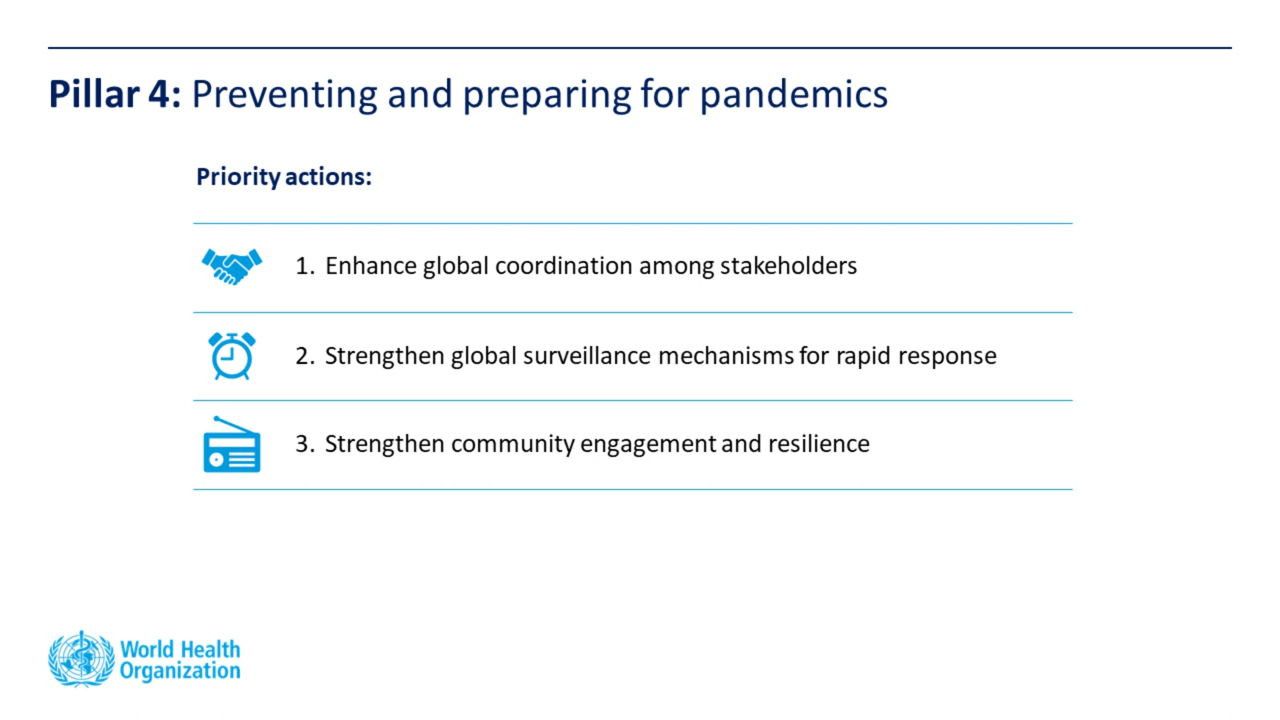 Pillar 4: Preventing and preparing for pandemics
Priority actions:
1. Enhance global coordination among stakeholders
2. Strengthen global surveillance mechanisms for rapid response
3. Strengthen community engagement and resilience
World Health
Organization